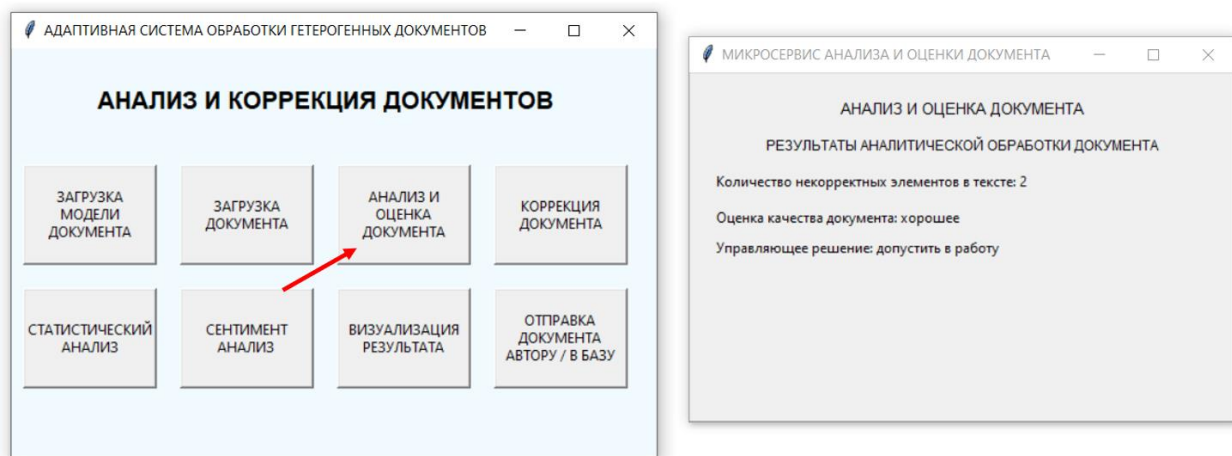 АДАПТИВНАЯ СИСТЕМА ОБРАБОТКИ ГЕТЕРОГЕННЫХ ДОКУМЕНТОВ
АНАЛИЗ И КОРРЕКЦИЯ ДОКУМЕНТОВ
ЗАГРУЗКА
МОДЕЛИ
ДОКУМЕНТА
ЗАГРУЗКА
ДОКУМЕНТА
АНАЛИЗ И
ОЦЕНКА
ДОКУМЕНТА
КОРРЕКЦИЯ
ДОКУМЕНТА
СТАТИСТИЧЕСКИЙ
АНАЛИЗ
СЕНТИМЕНТ
АНАЛИЗ
ВИЗУАЛИЗАЦИЯ
РЕЗУЛЬТАТА
ОТПРАВКА
ДОКУМЕНТА
АВТОРУ / В БАЗУ
МИКРОСЕРВИС АНАЛИЗА И ОЦЕНКИ ДОКУМЕНТА
АНАЛИЗ И ОЦЕНКА ДОКУМЕНТА
РЕЗУЛЬТАТЫ АНАЛИТИЧЕСКОЙ ОБРАБОТКИ ДОКУМЕНТА
Количество некорректных элементов в тексте: 2
Оценка качества документа: хорошее
Управляющее решение: допустить в работу